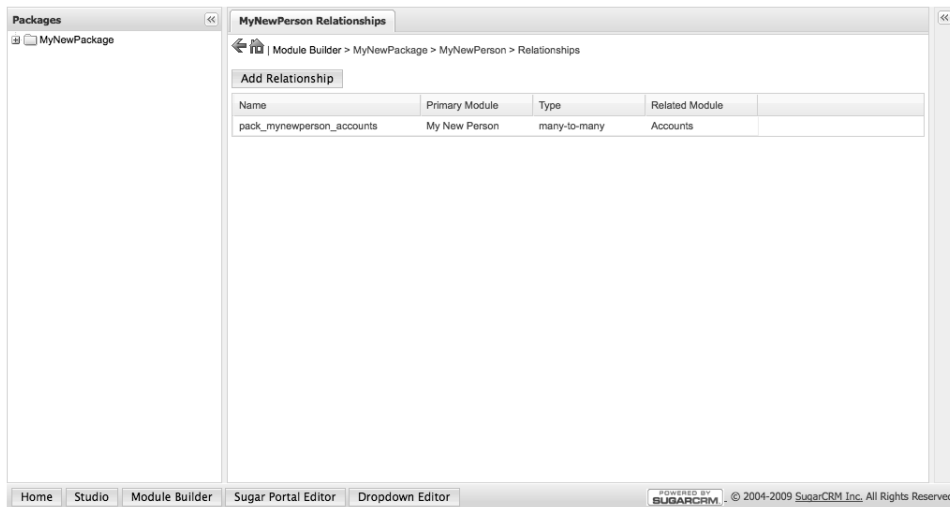 Packages
MyNewPackage
MyNewPerson Relationships
| Module Builder > MyNewPackage > MyNewPerson > Relationships
Add Relationship
Name Primary Module Type Related Module
pack_mynewperson_accounts My New Person many-to-many Accounts
Home Studio Module Builder Sugar Portal Editor Dropdown Editor
POWERED BY
SUGARCRM. © 2004-2009 SugarCRM Inc. All Rights Reserved